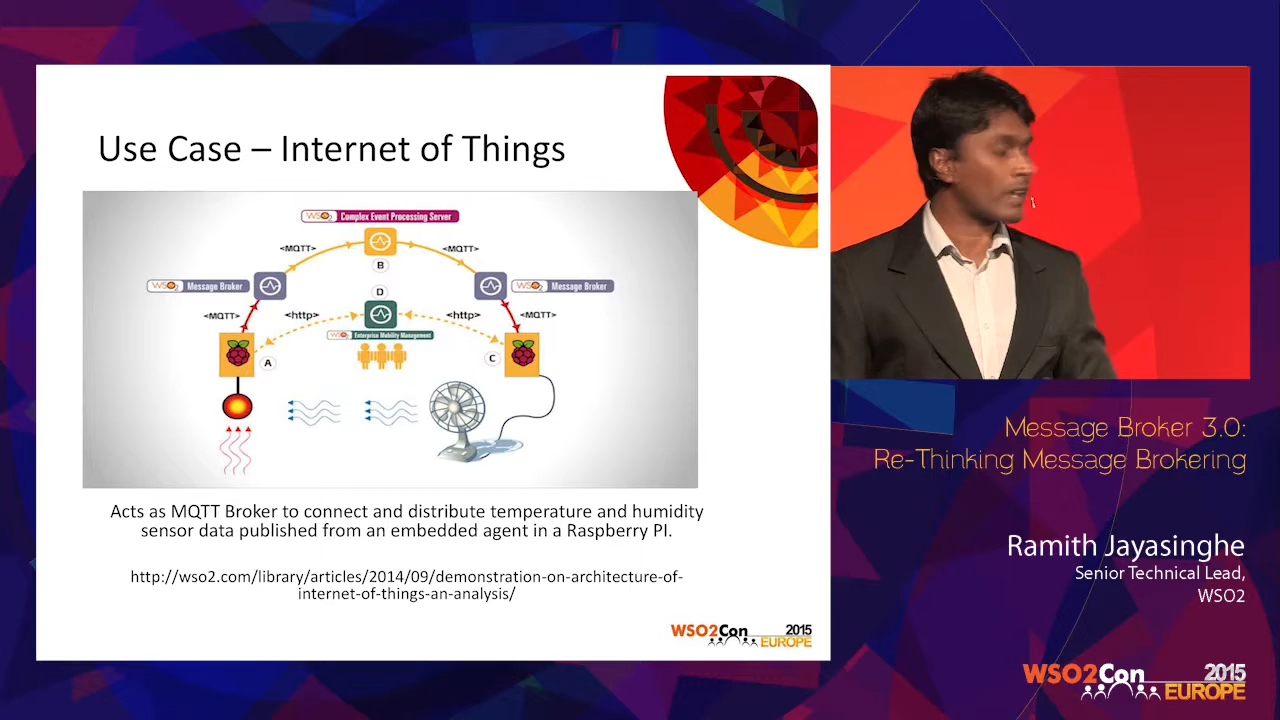 Use Case – Internet of Things
WSO2 Complex Event Processing Server
<MQTT>
<MQTT>
B
WSO2 Message Broker
WSO2 Message Broker
D
<MQTT>
<http>
<http>
<MQTT>
WSO2 Enterprise Mobility Management
A
C
Acts as MQTT Broker to connect and distribute temperature and humidity
sensor data published from an embedded agent in a Raspberry PI.
http://wso2.com/library/articles/2014/09/demonstration-on-architecture-of-
internet-of-things-an-analysis/
WSO2Con 2015
EUROPE
Message Broker 3.0:
Re-Thinking Message Brokering
Ramith Jayasinghe
Senior Technical Lead,
WSO2
WSO2Con 2015
EUROPE